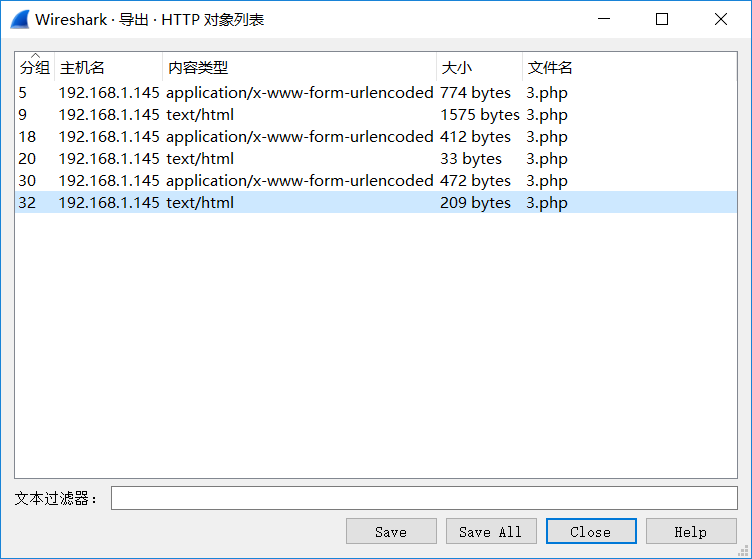 Wireshark · 导出 · HTTP 对象列表
分组 主机名 内容类型 大小 文件名
5 192.168.1.145 application/x-www-form-urlencoded 774 bytes 3.php
9 192.168.1.145 text/html 1575 bytes 3.php
18 192.168.1.145 application/x-www-form-urlencoded 412 bytes 3.php
20 192.168.1.145 text/html 33 bytes 3.php
30 192.168.1.145 application/x-www-form-urlencoded 472 bytes 3.php
32 192.168.1.145 text/html 209 bytes 3.php
文本过滤器：
Save Save All Close Help